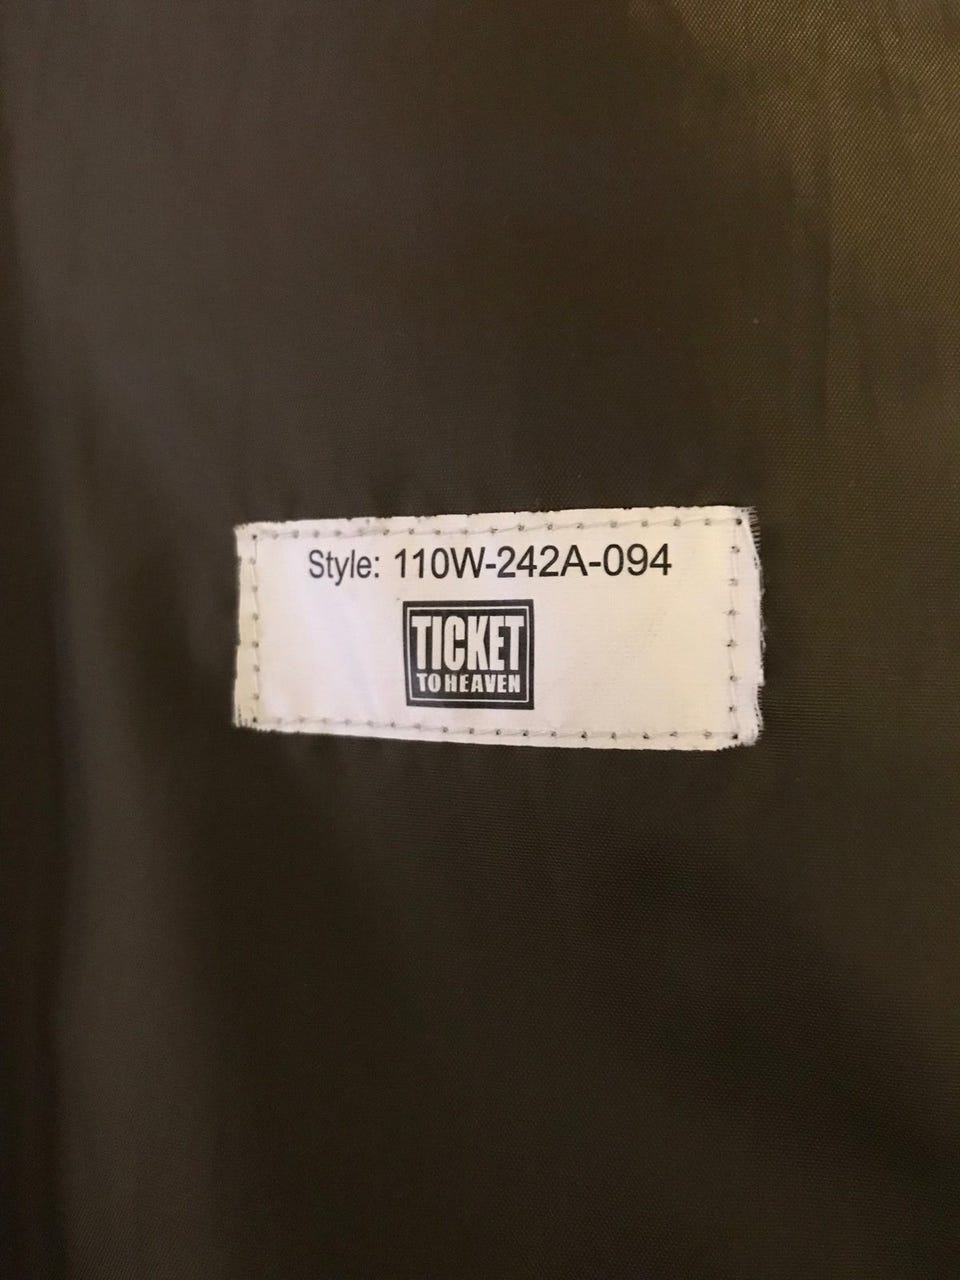 Style: 110W-242A-094
TICKET
TO HEAVEN